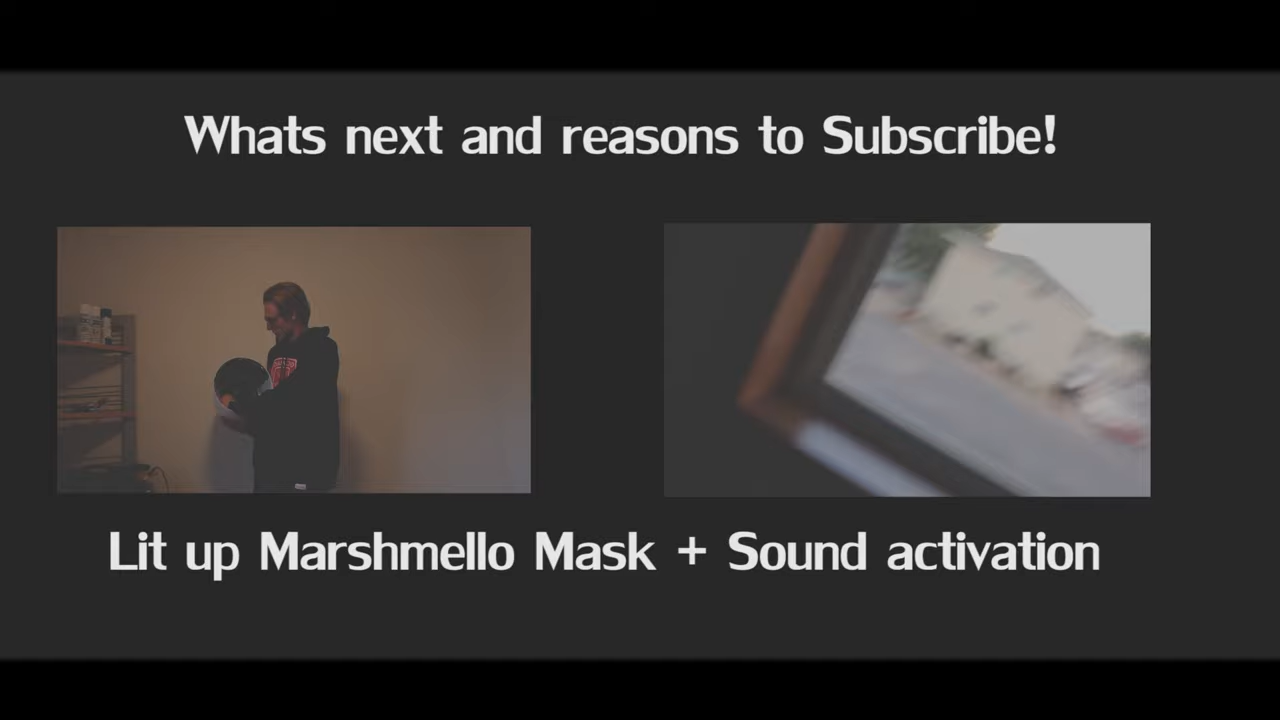 Whats next and reasons to Subscribe!
Lit up Marshmello Mask + Sound activation